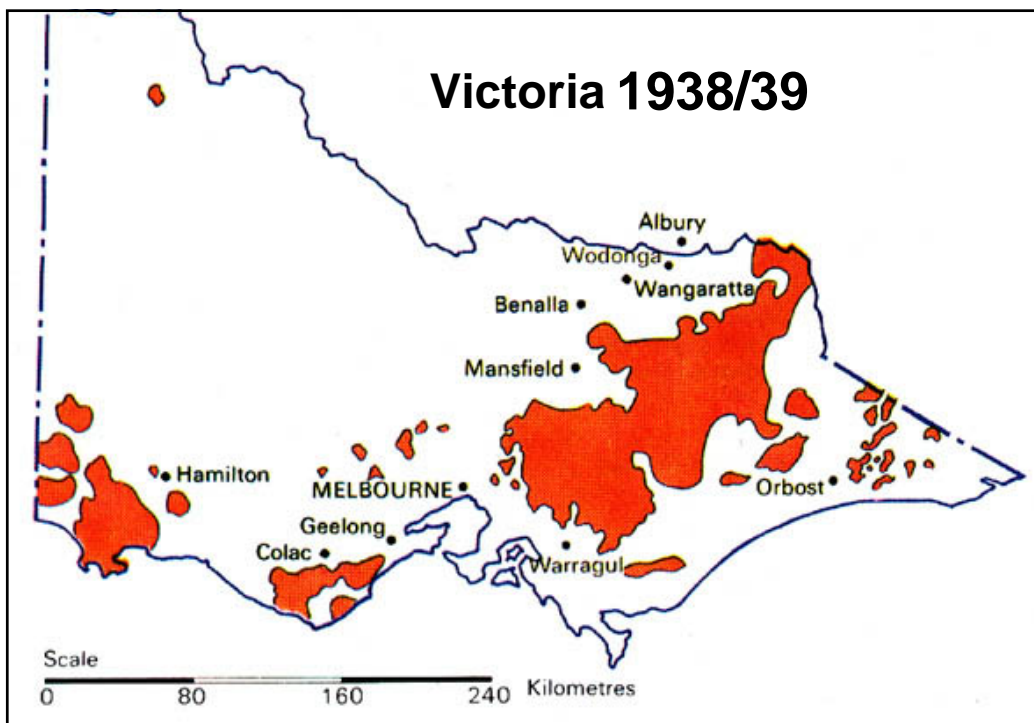 Victoria 1938/39
Albury
Wodonga
Wangaratta
Benalla
Mansfield
Hamilton
MELBOURNE
Orbost
Geelong
Colac
Warragul
Scale
0 80 160 240 Kilometres